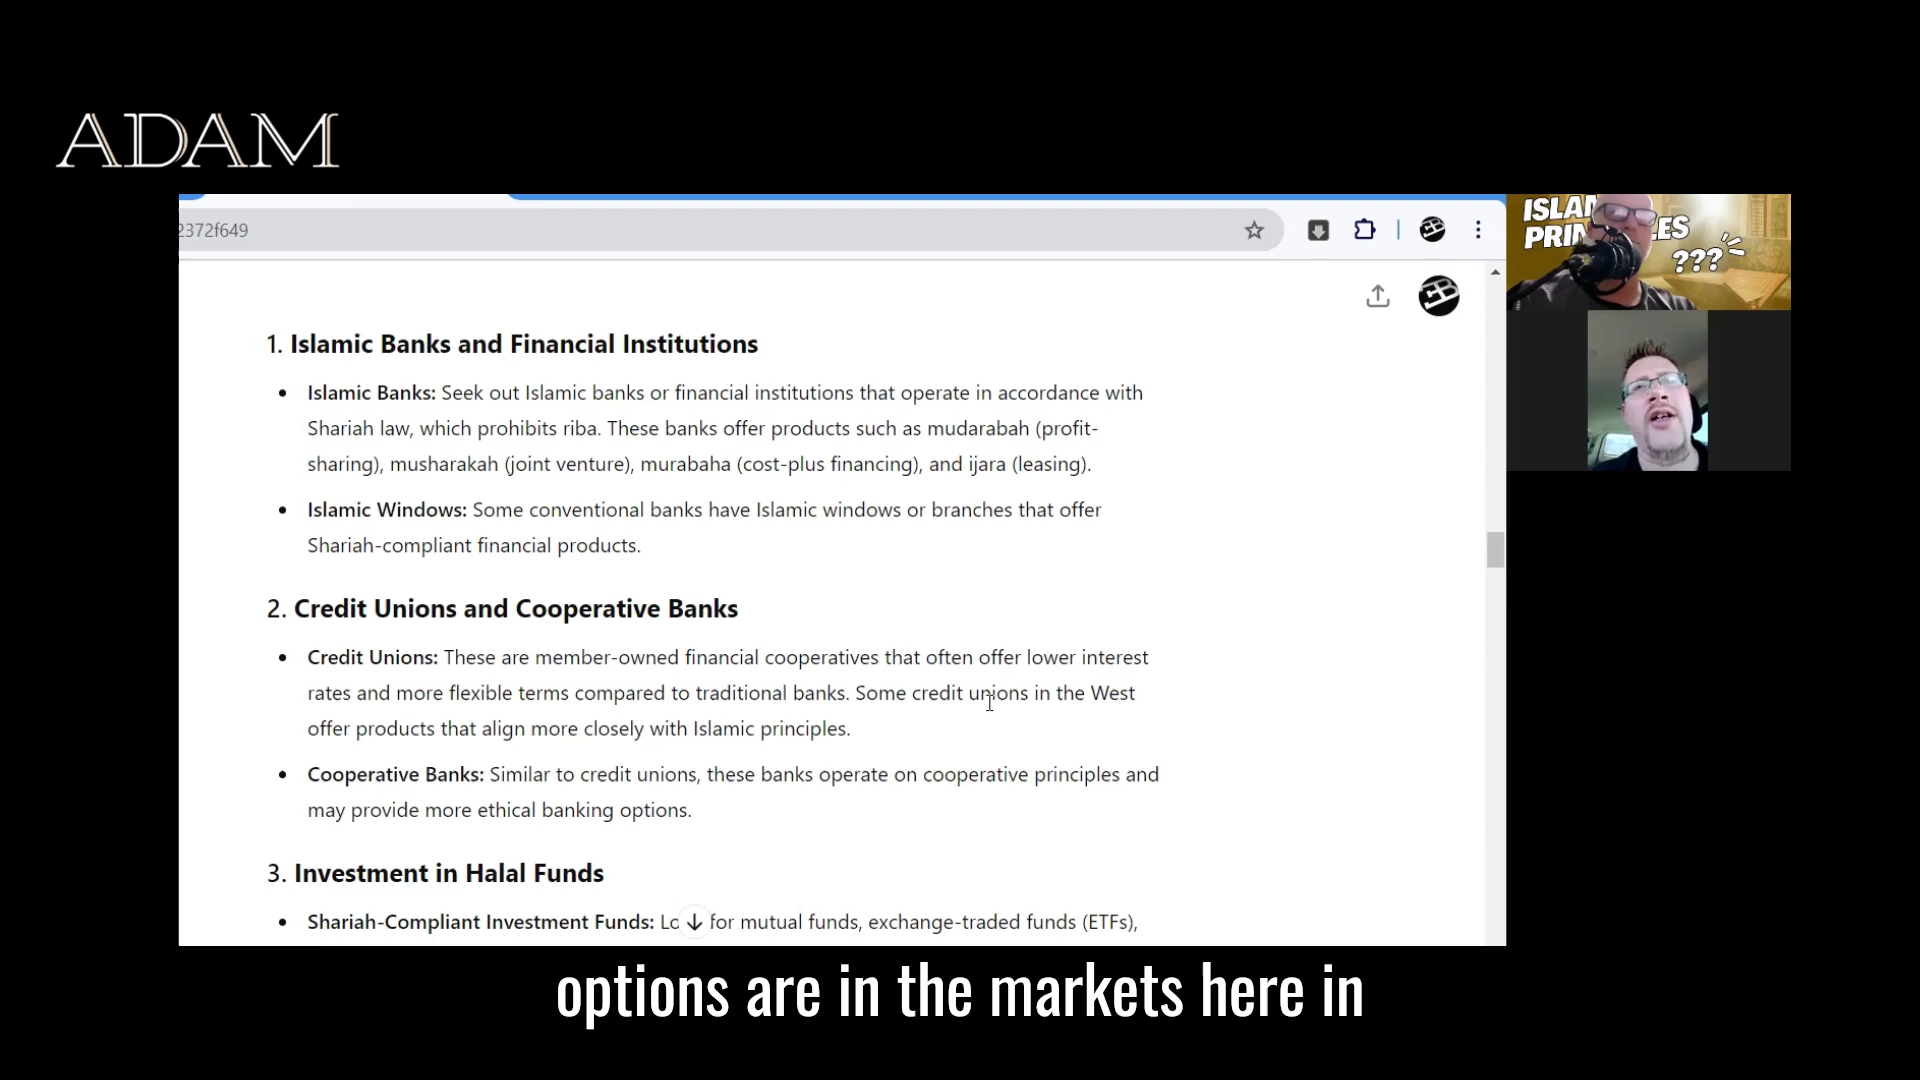 ADAM
2372f649
ISLA
PRIN LES
???
1. Islamic Banks and Financial Institutions
• Islamic Banks: Seek out Islamic banks or financial institutions that operate in accordance with
Shariah law, which prohibits riba. These banks offer products such as mudarabah (profit-
sharing), musharakah (joint venture), murabaha (cost-plus financing), and ijara (leasing).
• Islamic Windows: Some conventional banks have Islamic windows or branches that offer
Shariah-compliant financial products.
2. Credit Unions and Cooperative Banks
• Credit Unions: These are member-owned financial cooperatives that often offer lower interest
rates and more flexible terms compared to traditional banks. Some credit unions in the West
offer products that align more closely with Islamic principles.
• Cooperative Banks: Similar to credit unions, these banks operate on cooperative principles and
may provide more ethical banking options.
3. Investment in Halal Funds
• Shariah-Compliant Investment Funds: Lo for mutual funds, exchange-traded funds (ETFs),
options are in the markets here in